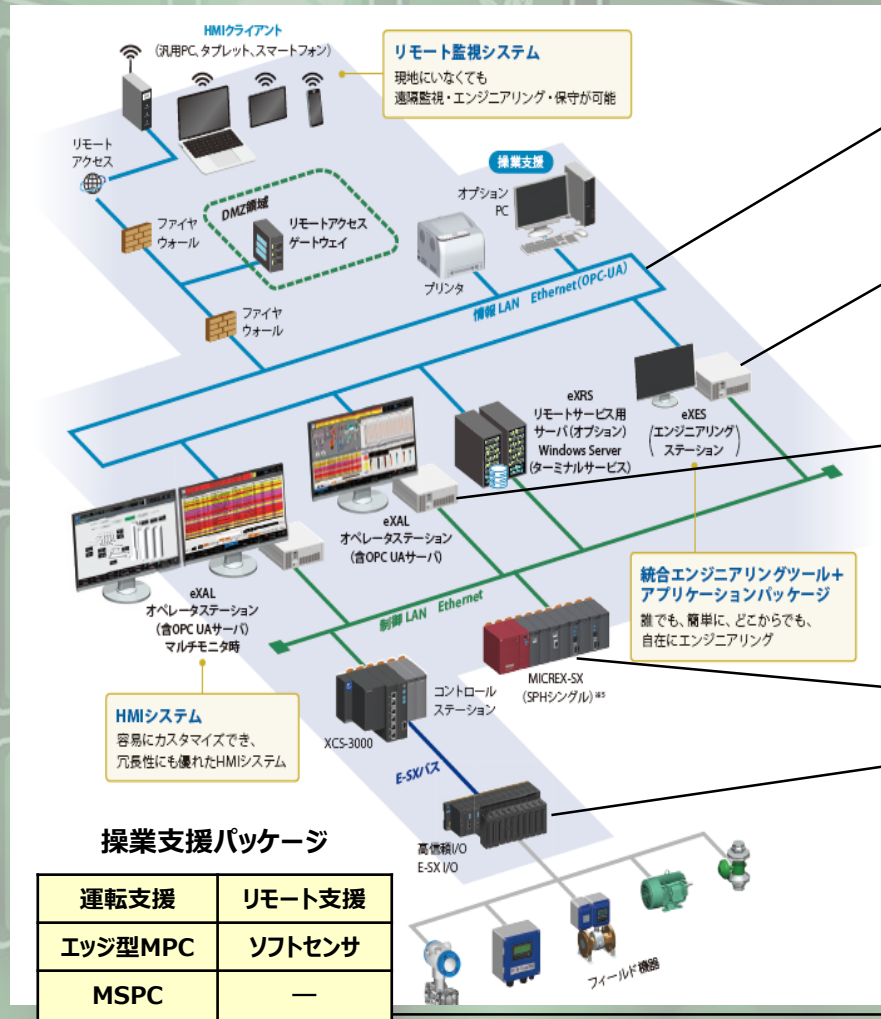 HMIクライアント
(汎用PC、タブレット、スマートフォン)
リモート監視システム
現地にいなくても
遠隔監視・エンジニアリング・保守が可能
リモート
アクセス
操業支援
オプション
PC
DMZ領域
リモートアクセス
ゲートウェイ
ファイヤ
ウォール
プリンタ
情報 LAN Ethernet(OPC-UA)
ファイヤ
ウォール
eXRS
リモートサービス用
サーバ(オプション)
Windows Server
(ターミナルサービス)
eXES
(エンジニアリング
ステーション)
eXAL
オペレータステーション
(含OPC UAサーバ)
eXAL
オペレータステーション
(含OPC UAサーバ)
マルチモニタ時
制御 LAN Ethernet
統合エンジニアリングツール+
アプリケーションパッケージ
誰でも、簡単に、どこからでも、
自在にエンジニアリング
MICREX-SX
(SPHシングル)※5
コントロール
ステーション
XCS-3000
HMIシステム
容易にカスタマイズでき、
冗長性にも優れたHMIシステム
E-SXバス
高信頼I/O
E-SX I/O
フィールド機器
操業支援パッケージ
運転支援 リモート支援
エッジ型MPC ソフトセンサ
MSPC —